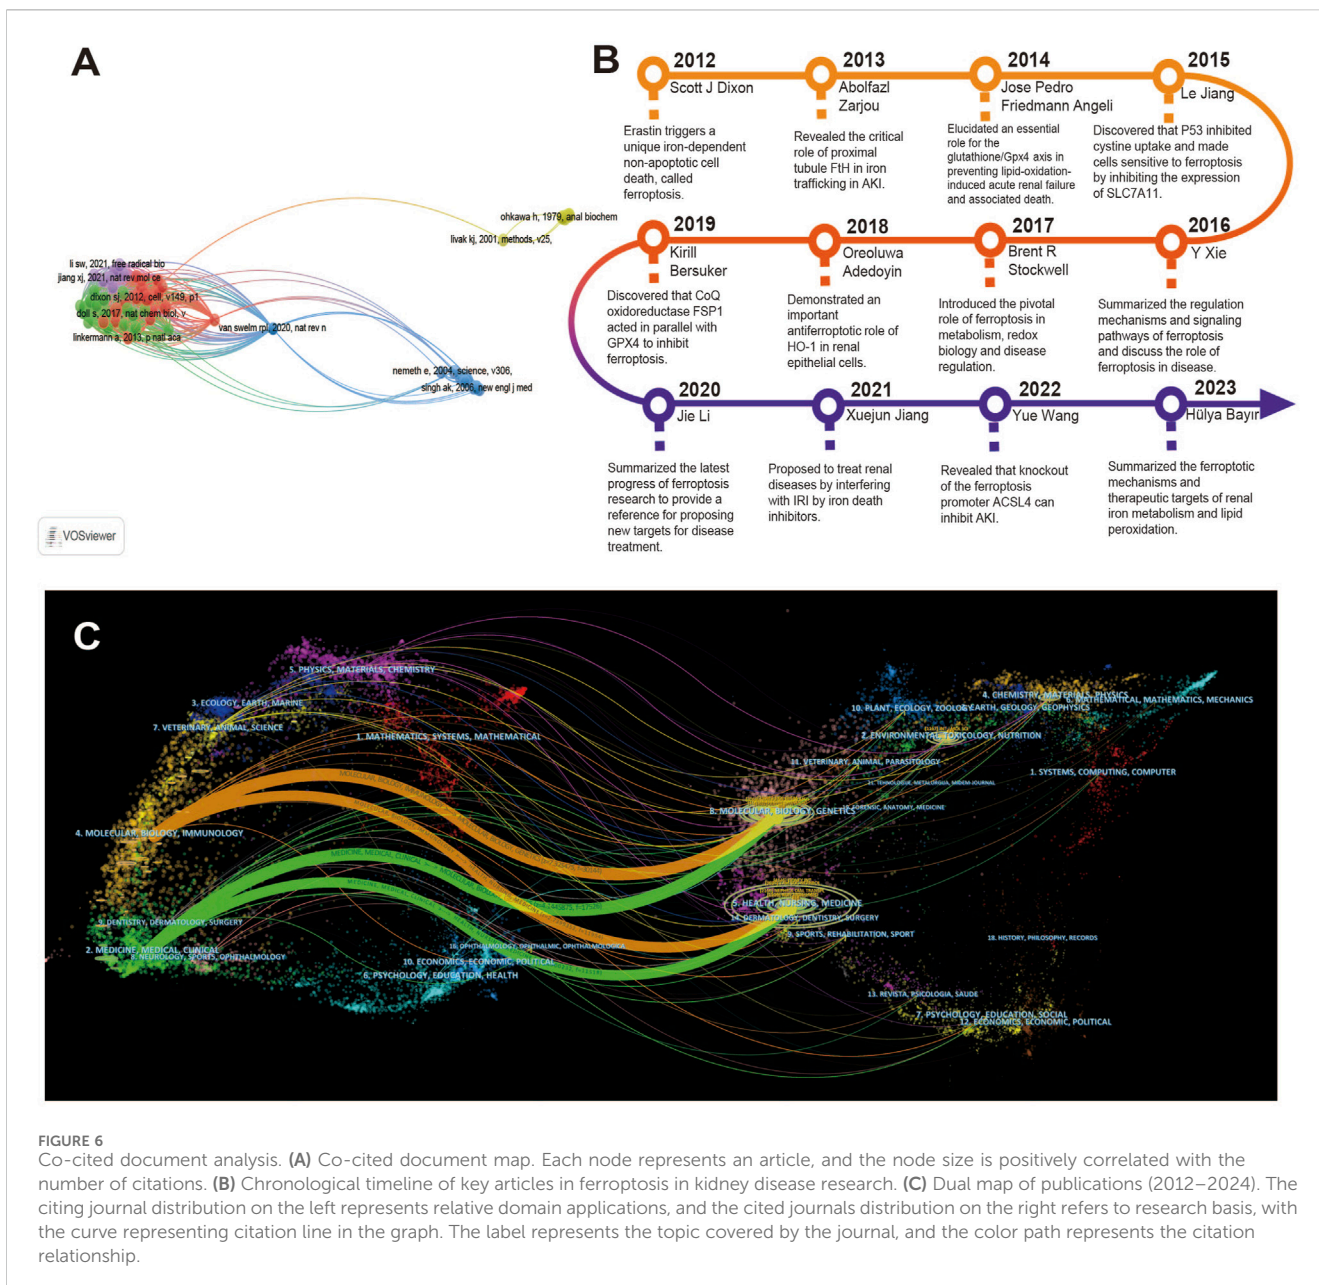 A
ohkawa h, 1979, anal biochem
livak kj, 2001, methods, v25,
li sw, 2021, free radical bio
jiang xj, 2021, nat rev mol ce
dixon sj, 2012, cell, v149, p1
doll s, 2017, nat chem biol, v
van swelm rpl, 2020, nat rev n
linkermann a, 2013, p natl aca
nemeth e, 2004, science, v306,
singh ak, 2006, new engl j med
VOSviewer
B
2012
Scott J Dixon
Erastin triggers a
unique iron-dependent
non-apoptotic cell
death, called
ferroptosis.
2013
Abolfazl
Zarjou
Revealed the critical
role of proximal
tubule FtH in iron
trafficking in AKI.
2014
Jose Pedro
Friedmann Angeli
Elucidated an essential
role for the
glutathione/Gpx4 axis in
preventing lipid-oxidation-
induced acute renal failure
and associated death.
2015
Le Jiang
Discovered that P53 inhibited
cystine uptake and made
cells sensitive to ferroptosis
by inhibiting the expression
of SLC7A11.
2019
Kirill
Bersuker
Discovered that CoQ
oxidoreductase FSP1
acted in parallel with
GPX4 to inhibit
ferroptosis.
2018
Oreoluwa
Adedoyin
Demonstrated an
important
antiferroptotic role of
HO-1 in renal
epithelial cells.
2017
Brent R
Stockwell
Introduced the pivotal
role of ferroptosis in
metabolism, redox
biology and disease
regulation.
2016
Y Xie
Summarized the regulation
mechanisms and signaling
pathways of ferroptosis
and discuss the role of
ferroptosis in disease.
2020
Jie Li
Summarized the latest
progress of ferroptosis
research to provide a
reference for proposing
new targets for disease
treatment.
2021
Xuejun Jiang
Proposed to treat renal
diseases by interfering
with IRI by iron death
inhibitors.
2022
Yue Wang
Revealed that knockout
of the ferroptosis
promoter ACSL4 can
inhibit AKI.
2023
Hülya Bayır
Summarized the ferroptotic
mechanisms and
therapeutic targets of renal
iron metabolism and lipid
peroxidation.
C
5. PHYSICS, MATERIALS, CHEMISTRY
3. ECOLOGY, EARTH, MARINE
7. VETERINARY, ANIMAL, SCIENCE
1. MATHEMATICS, SYSTEMS, MATHEMATICAL
4. MOLECULAR, BIOLOGY, IMMUNOLOGY
9. DENTISTRY, DERMATOLOGY, SURGERY
2. MEDICINE, MEDICAL, CLINICAL
8. NEUROLOGY, SPORTS, OPHTHALMOLOGY
OPHTHALMOLOGY, OPHTHALMIC, OPHTHALMOLOGICA
10. ECONOMICS, ECONOMIC, POLITICAL
6. PSYCHOLOGY, EDUCATION, HEALTH
4. CHEMISTRY, MATERIALS, PHYSICS
6. MATHEMATICAL, MATHEMATICS, MECHANICS
10. PLANT, ECOLOGY, ZOOLOGY
EARTH, GEOLOGY, GEOPHYSICS
2. ENVIRONMENTAL, TOXICOLOGY, NUTRITION
11. VETERINARY, ANIMAL, PARASITOLOGY
1. SYSTEMS, COMPUTING, COMPUTER
FORENSIC, ANATOMY, MEDICINE
8. MOLECULAR, BIOLOGY, GENETICS
5. HEALTH, NURSING, MEDICINE
14. DERMATOLOGY, DENTISTRY, SURGERY
9. SPORTS, REHABILITATION, SPORT
18. HISTORY, PHILOSOPHY, RECORDS
13. REVISTA, PSICOLOGIA, SAUDE
7. PSYCHOLOGY, EDUCATION, SOCIAL
12. ECONOMICS, ECONOMIC, POLITICAL
FIGURE 6
Co-cited document analysis. (A) Co-cited document map. Each node represents an article, and the node size is positively correlated with the
number of citations. (B) Chronological timeline of key articles in ferroptosis in kidney disease research. (C) Dual map of publications (2012–2024). The
citing journal distribution on the left represents relative domain applications, and the cited journals distribution on the right refers to research basis, with
the curve representing citation line in the graph. The label represents the topic covered by the journal, and the color path represents the citation
relationship.